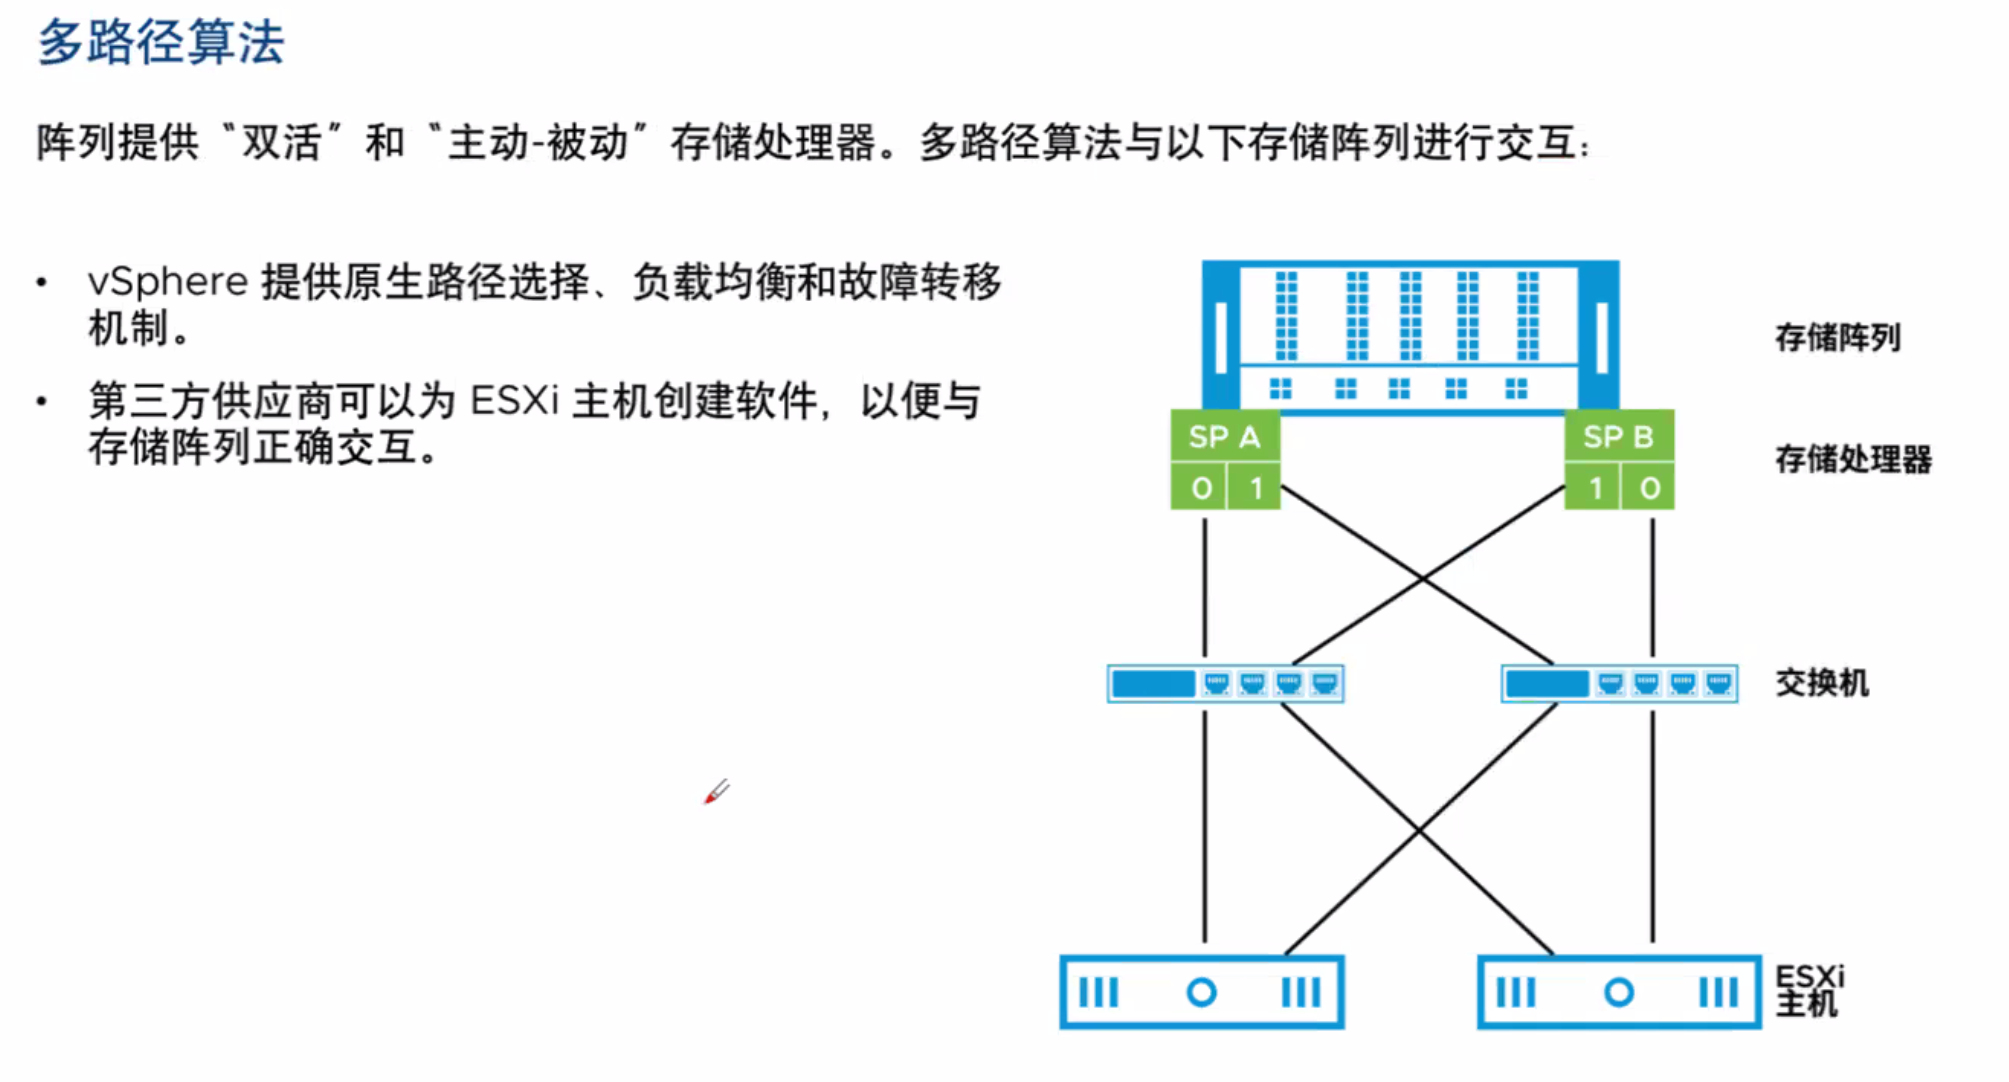 多路径算法
阵列提供“双活”和“主动-被动”存储处理器。多路径算法与以下存储阵列进行交互：
• vSphere 提供原生路径选择、负载均衡和故障转移
机制。
• 第三方供应商可以为 ESXi 主机创建软件，以便与
存储阵列正确交互。
存储阵列
SP A
SP B
存储处理器
0 1
1 0
交换机
ESXi
主机